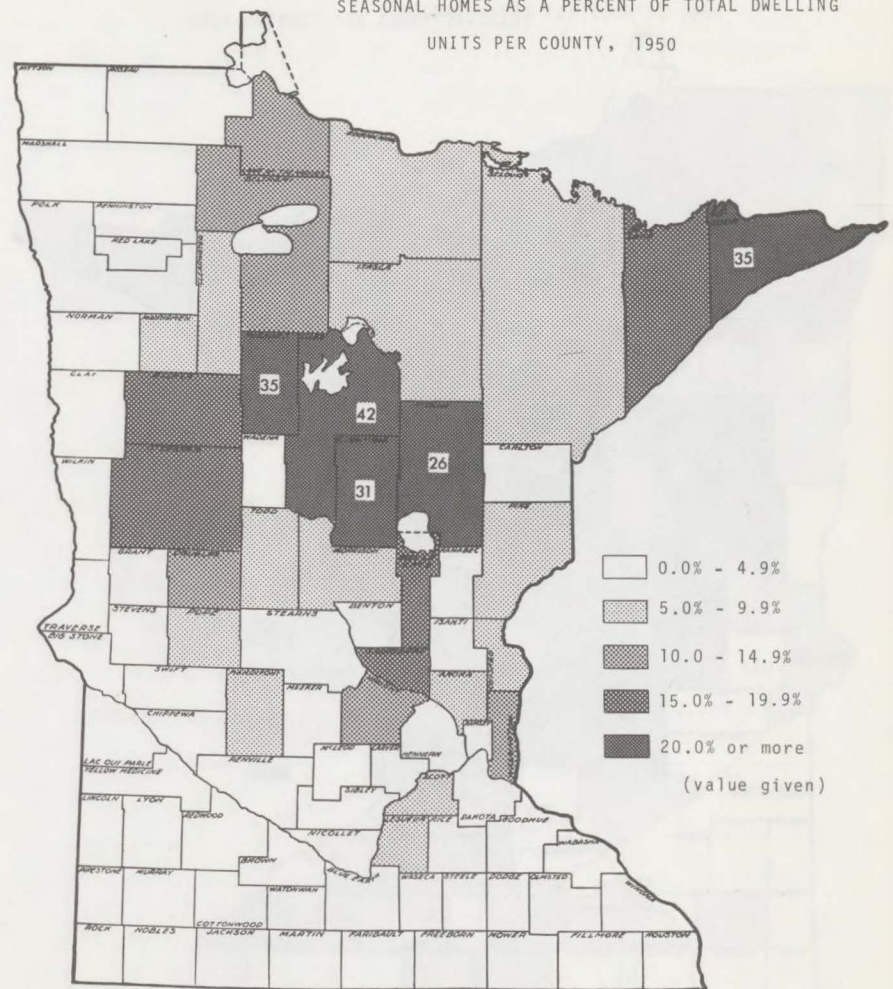 SEASONAL HOMES AS A PERCENT OF TOTAL DWELLING
UNITS PER COUNTY, 1950
KITTSON
ROSEAU
MARSHALL
POLK
PENNINGTON
RED LAKE
NORMAN
CLAY
ITASCA
35
35
42
26
31
WADENA
CARLTON
WILKIN
TODD
PINE
GRANT
DOUGLAS
STEVENS
POPE
STEARNS
BENTON
ISANTI
TRAVERSE
BIG STONE
SWIFT
KANDIYOHI
MEEKER
ANOKA
CHIPPEWA
LAC QUI PARLE
YELLOW MEDICINE
RENVILLE
McLEOD
CARVER
HENNEPIN
SCOTT
SIBLEY
DAKOTA
GOODHUE
LINCOLN
LYON
REDWOOD
NICOLLET
LESUEUR
RICE
WABASHA
BROWN
BLUE EARTH
PIPESTONE
MURRAY
WATONWAN
WASECA
STEELE
DODGE
OLMSTED
WINONA
ROCK
NOBLES
COTTONWOOD
JACKSON
MARTIN
FARIBAULT
FREEBORN
MOWER
FILLMORE
HOUSTON
0.0% - 4.9%
5.0% - 9.9%
10.0 - 14.9%
15.0% - 19.9%
20.0% or more
(value given)